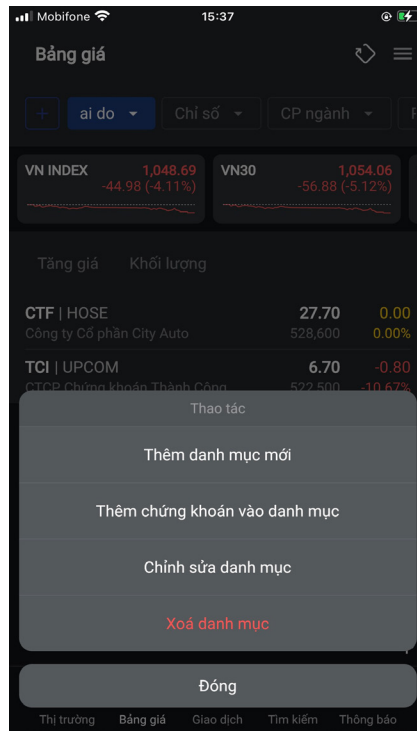 Mobifone 15:37
Bảng giá
+ ai do Chỉ số CP ngành
VN INDEX 1,048.69 VN30 1,054.06
-44.98 (-4.11%) -56.88 (-5.12%)
Tăng giá Khối lượng
CTF | HOSE 27.70 0.00
Công ty Cổ phần City Auto 528,600 0.00%
TCI | UPCOM 6.70 -0.80
CTCP Chứng khoán Thành Công 522,500 -10.67%
Thao tác
Thêm danh mục mới
Thêm chứng khoán vào danh mục
Chỉnh sửa danh mục
Xoá danh mục
Đóng
Thị trường Bảng giá Giao dịch Tìm kiếm Thông báo